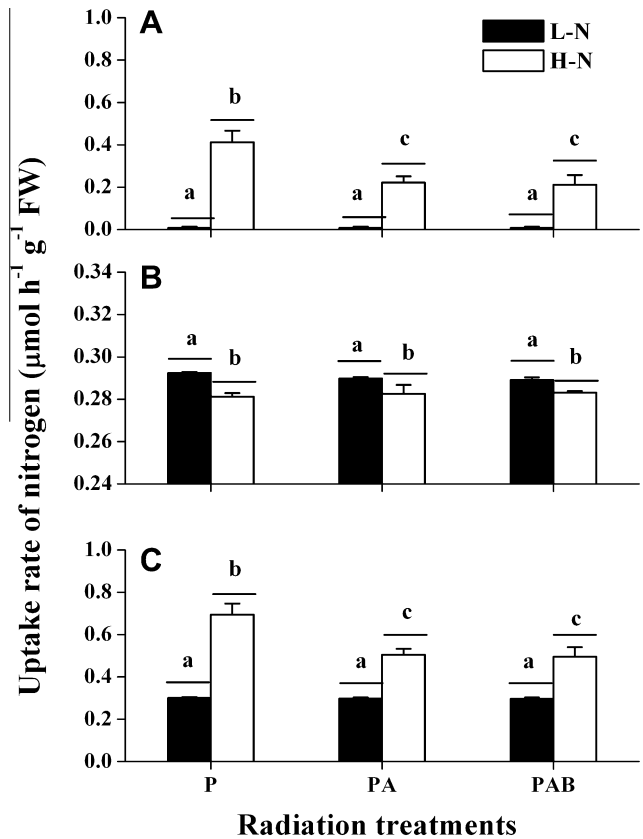 A
L-N
H-N
1.0
0.8
0.6
0.4
0.2
0.0
a
b
a
c
a
c
B
0.34
0.32
0.30
0.28
0.26
0.24
a
b
a
b
a
b
C
1.0
0.8
0.6
0.4
0.2
0.0
a
b
a
c
a
c
P
PA
PAB
Radiation treatments
Uptake rate of nitrogen (μmol h⁻¹ g⁻¹ FW)